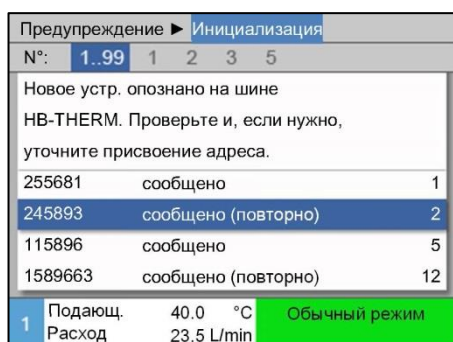 Предупреждение ► Инициализация
N°: 1..99 1 2 3 5
Новое устр. опознано на шине
HB-THERM. Проверьте и, если нужно,
уточните присвоение адреса.
255681 сообщено 1
245893 сообщено (повторно) 2
115896 сообщено 5
1589663 сообщено (повторно) 12
1 Подающ. 40.0 °C Обычный режим
Расход 23.5 L/min